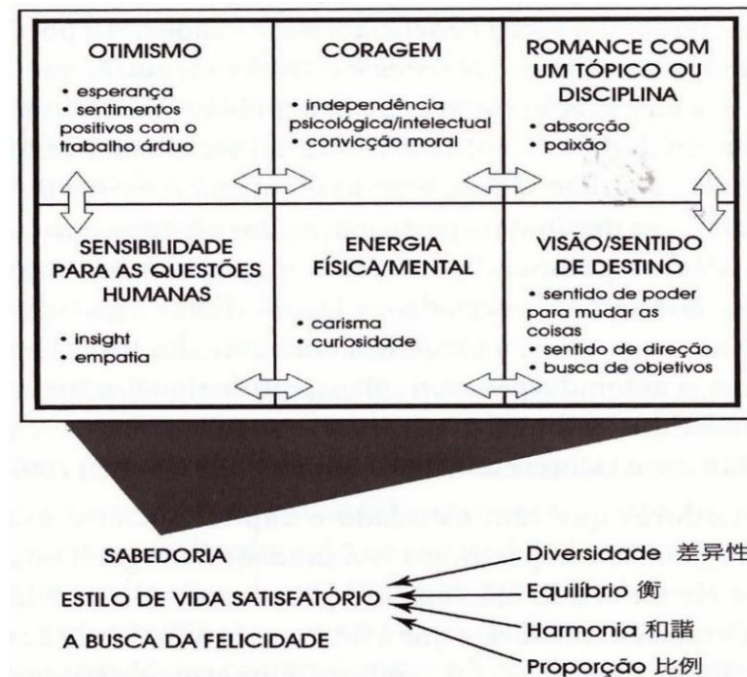 OTIMISMO
• esperança
• sentimentos
positivos com o
trabalho árduo
CORAGEM
• independência
psicológica/intelectual
• convicção moral
ROMANCE COM
UM TÓPICO OU
DISCIPLINA
• absorção
• paixão
SENSIBILIDADE
PARA AS QUESTÕES
HUMANAS
• insight
• empatia
ENERGIA
FÍSICA/MENTAL
• carisma
• curiosidade
VISÃO/SENTIDO
DE DESTINO
• sentido de poder
para mudar as
coisas
• sentido de direção
• busca de objetivos
SABEDORIA
ESTILO DE VIDA SATISFATÓRIO
A BUSCA DA FELICIDADE
Diversidade 差异性
Equilíbrio 衡
Harmonia 和諧
Proporção 比例